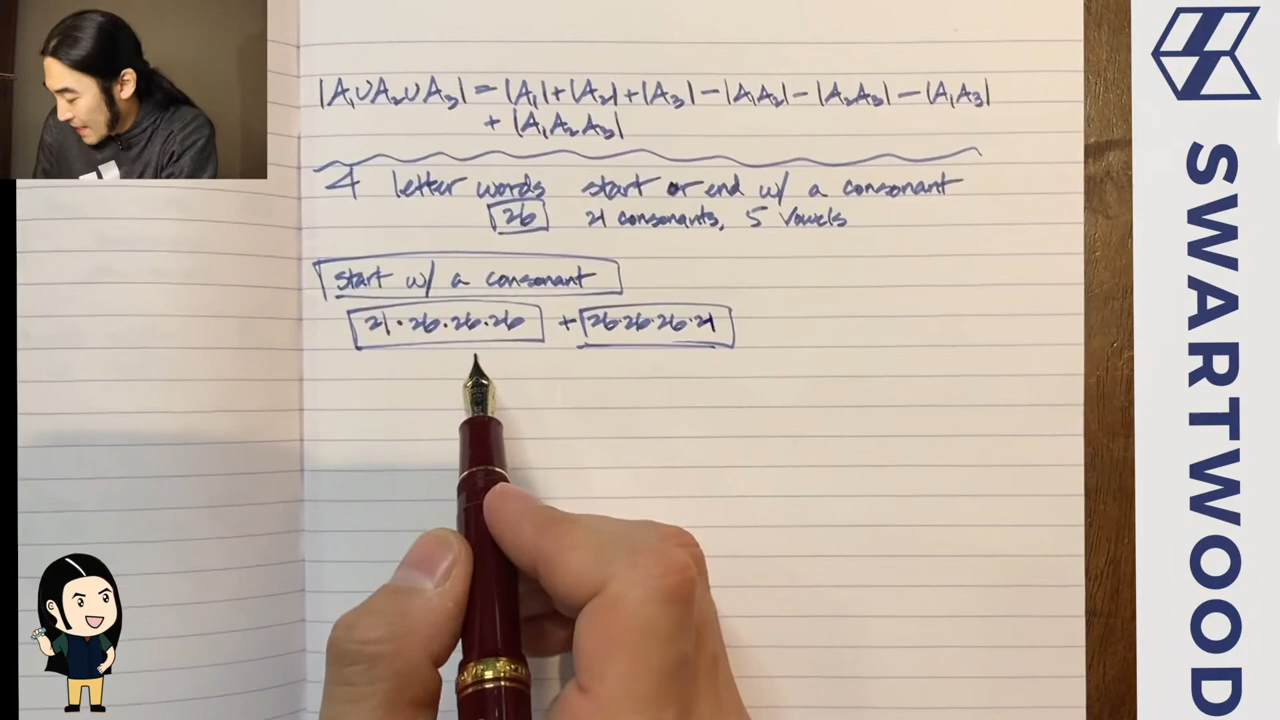 |A₁∪A₂∪A₃| = |A₁|+|A₂|+|A₃|-|A₁A₂|-|A₂A₃|-|A₁A₃|
+ |A₁A₂A₃|
4 letter words start or end w/ a consonant
26 21 consonants, 5 vowels
start w/ a consonant
21·26·26·26 + 26·26·26·21
SWARTWOOD